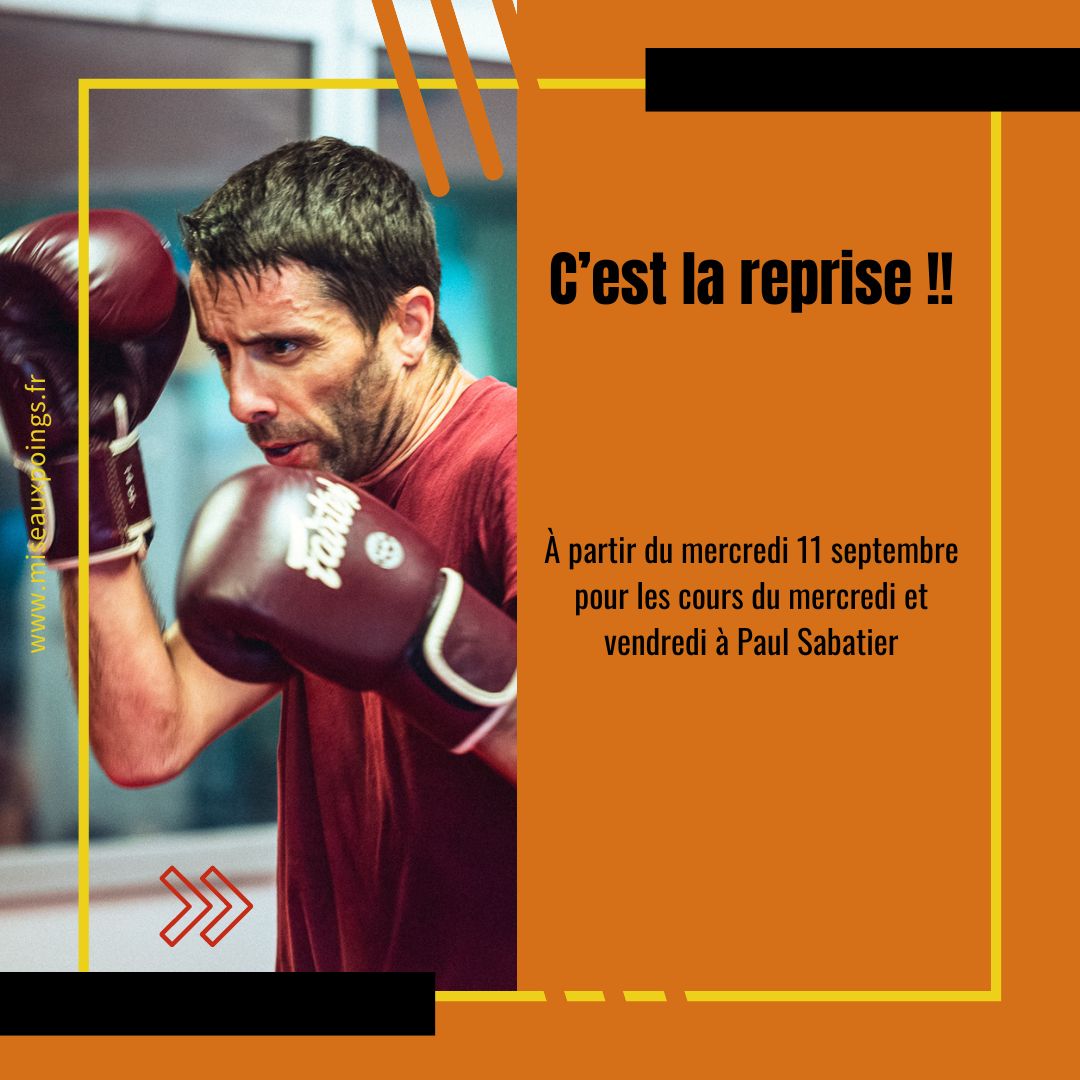 C’est la reprise !!
À partir du mercredi 11 septembre
pour les cours du mercredi et
vendredi à Paul Sabatier
www.miseauxpoings.fr
Fairtex